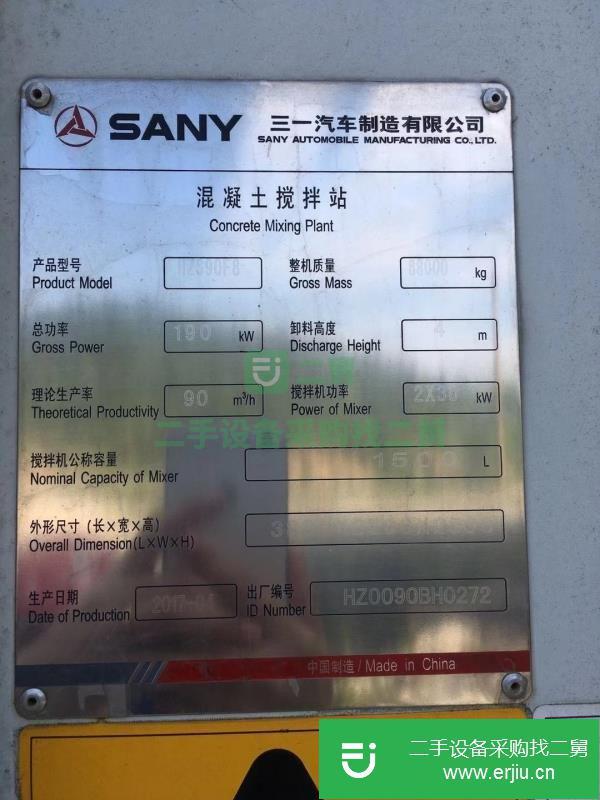 SANY 三一汽车制造有限公司
SANY AUTOMOBILE MANUFACTURING CO.,LTD.
混凝土搅拌站
Concrete Mixing Plant
产品型号 HZS90F8 整机质量 88000 kg
Product Model Gross Mass
总功率 190 kW 卸料高度 4 m
Gross Power Discharge Height
二舅
理论生产率 90 m³/h 搅拌机功率 kW
Theoretical Productivity Power of Mixer
二手设备采购找二舅
搅拌机公称容量 1500 L
Nominal Capacity of Mixer
外形尺寸（长×宽×高）
Overall Dimension(L×W×H)
生产日期 出厂编号 HZ0090BH0272
Date of Production ID Number
中国制造 / Made in China
二手设备采购找二舅
www.erjiu.cn